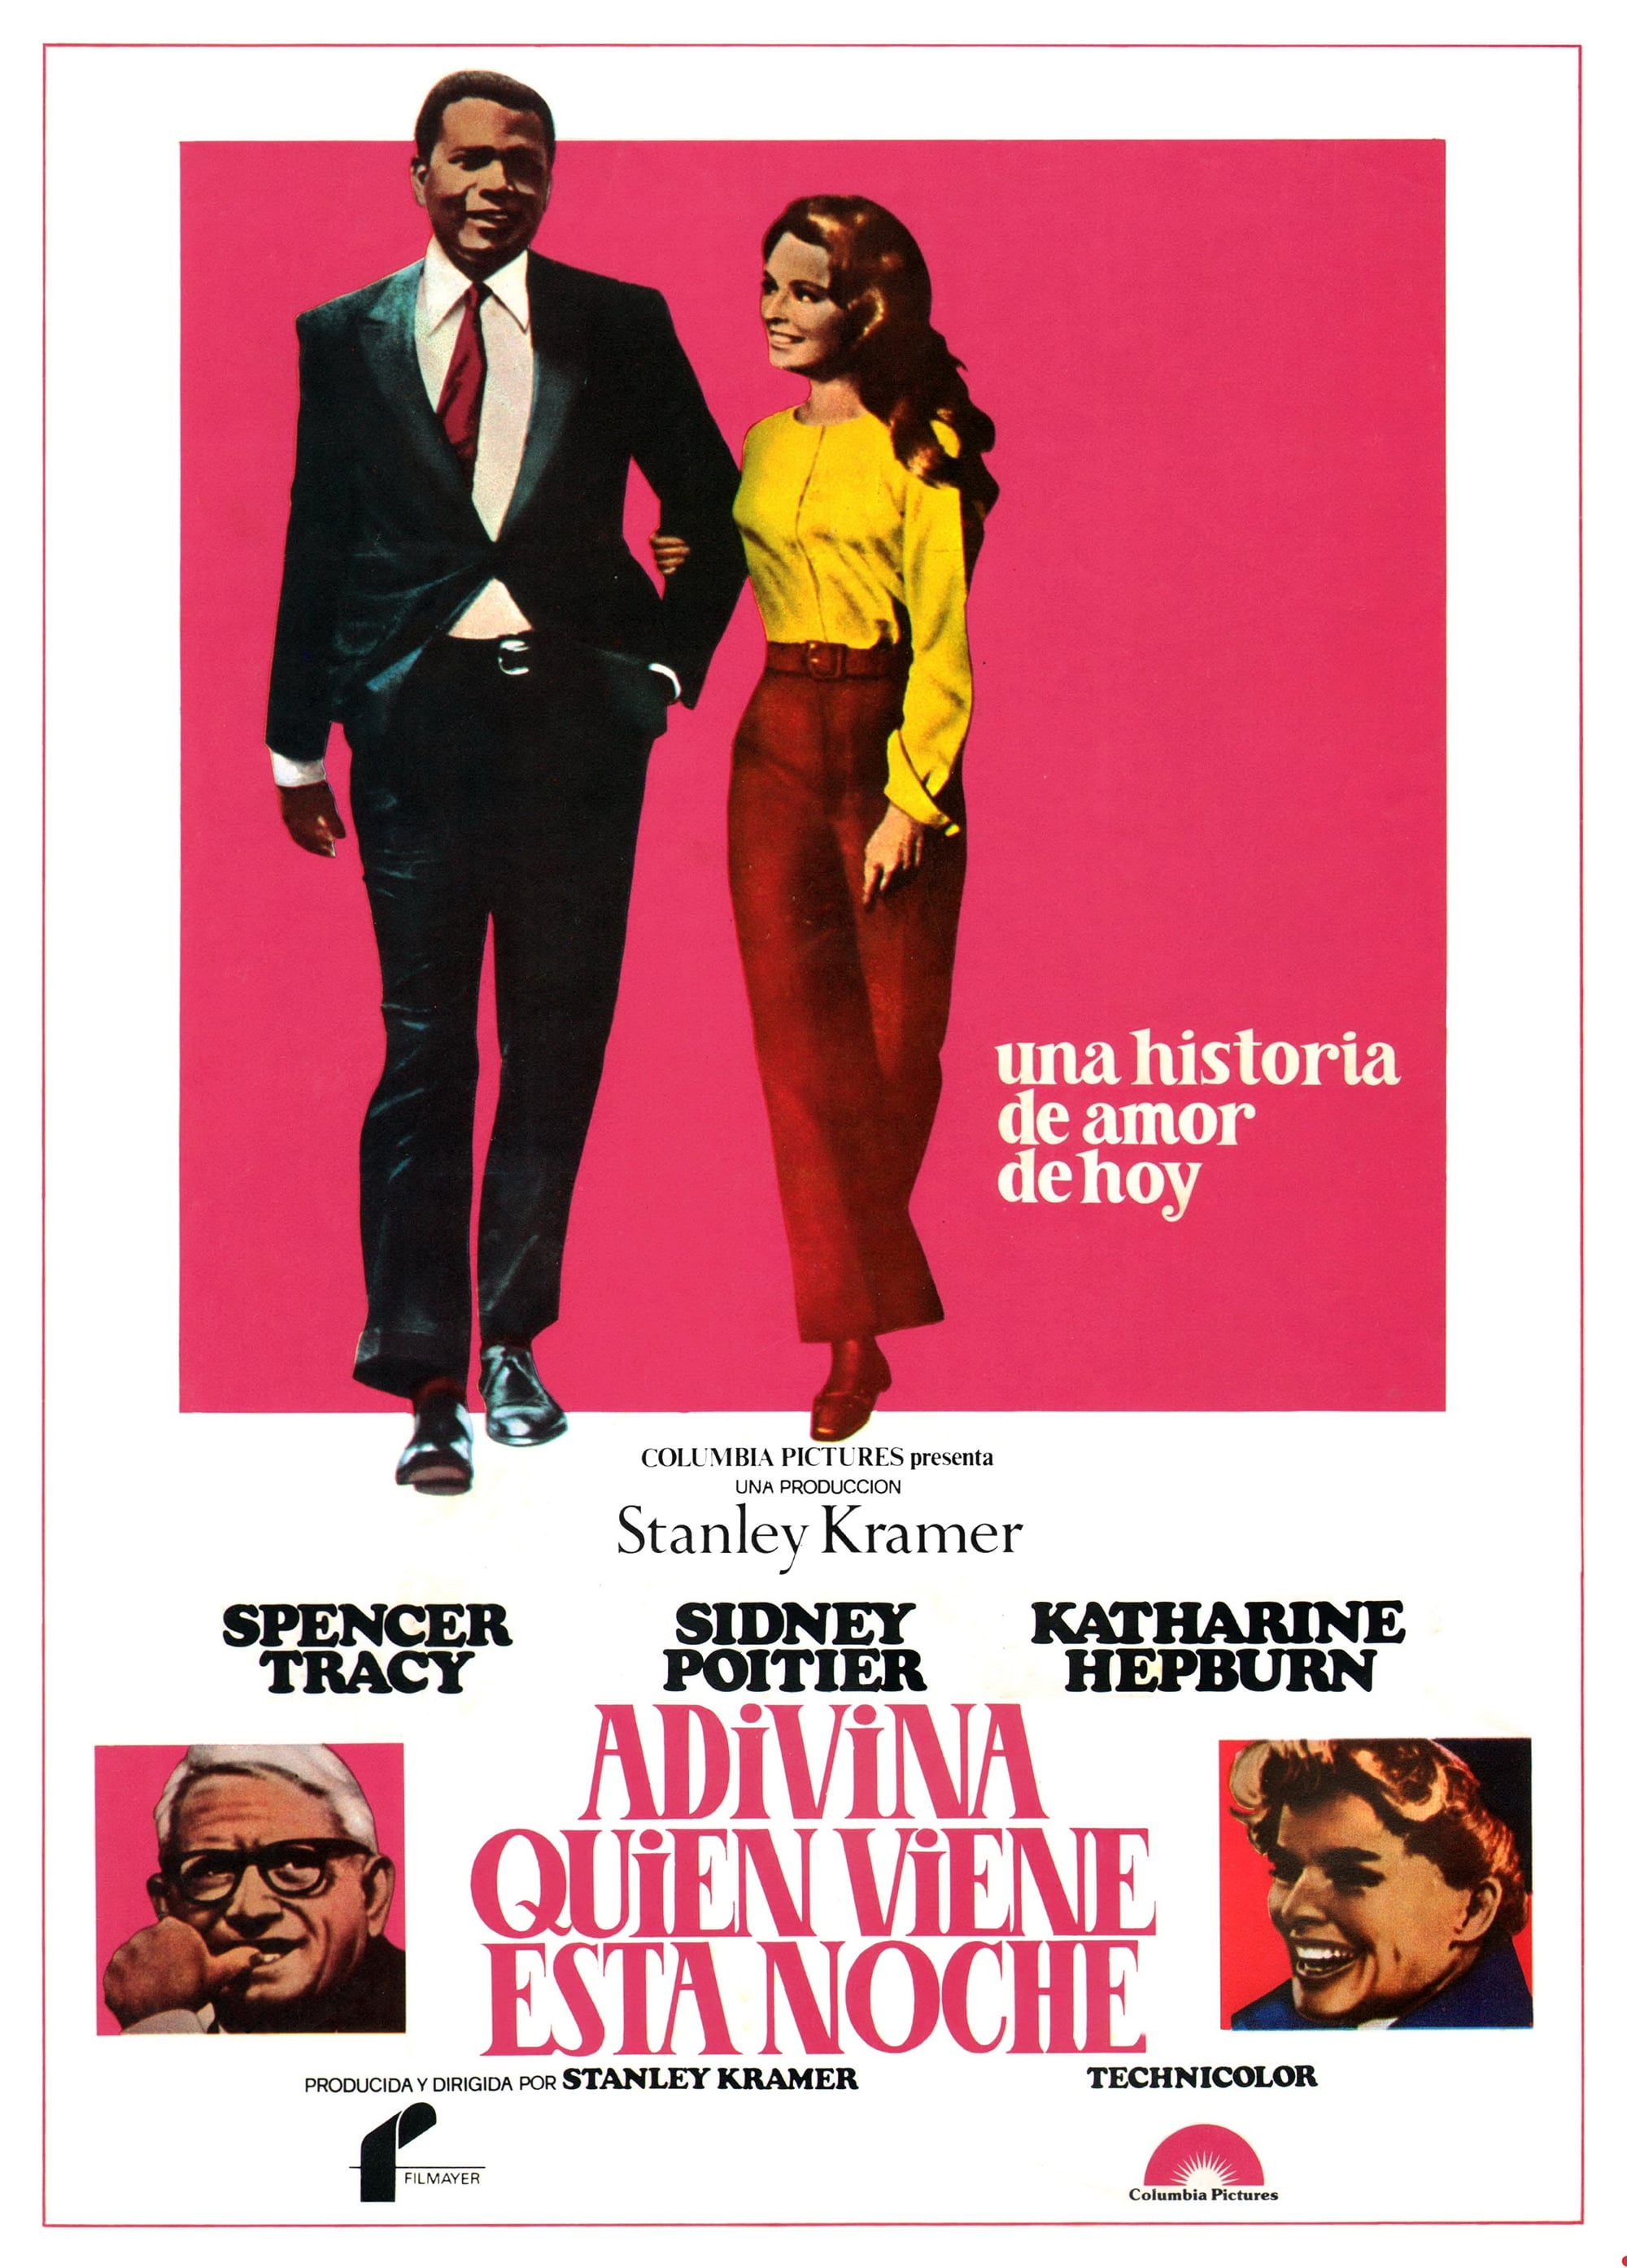 una historia
de amor
de hoy
COLUMBIA PICTURES presenta
UNA PRODUCCION
Stanley Kramer
SPENCER
TRACY
SIDNEY
POITIER
KATHARINE
HEPBURN
ADiViNA
QUiEN ViENE
ESTA NOCHE
PRODUCIDA Y DIRIGIDA POR STANLEY KRAMER
TECHNICOLOR
FILMAYER
Columbia Pictures